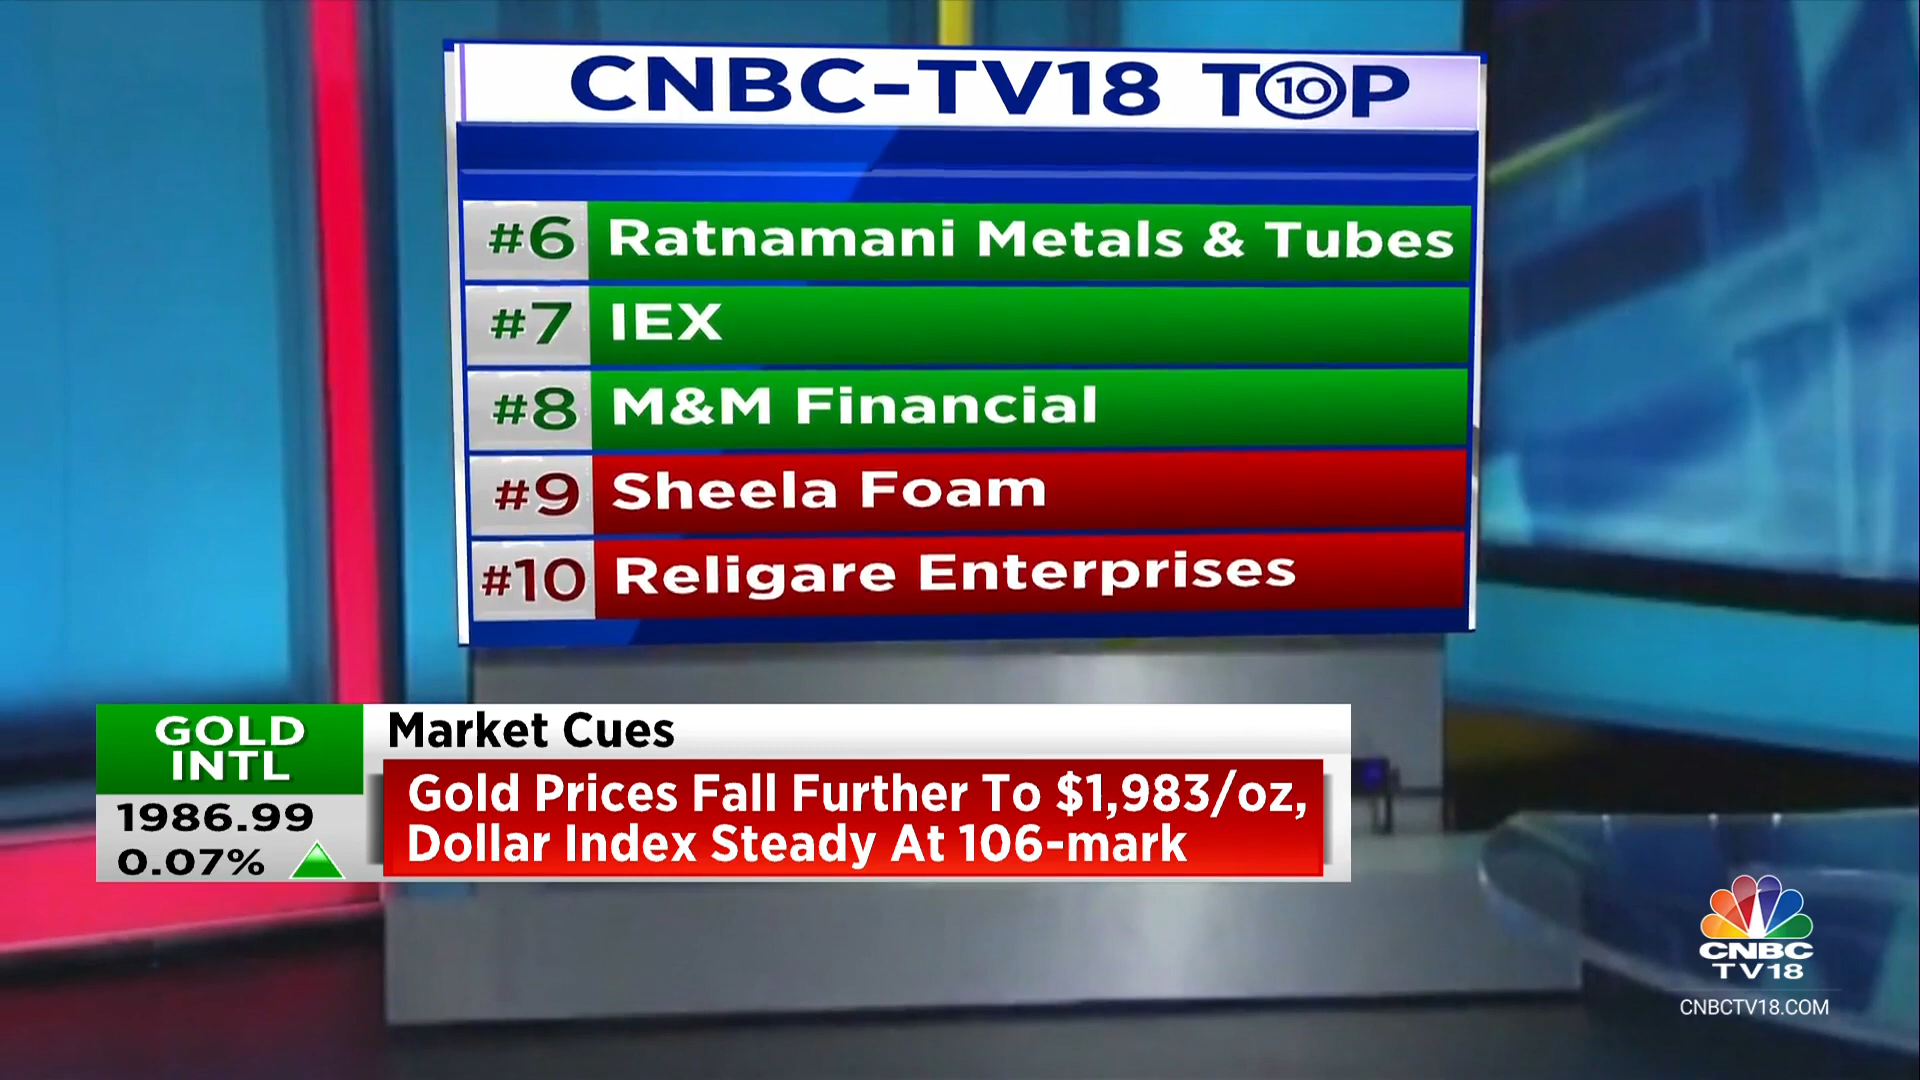 CNBC-TV18 TOP 10
#6 Ratnamani Metals & Tubes
#7 IEX
#8 M&M Financial
#9 Sheela Foam
#10 Religare Enterprises
GOLD
INTL
1986.99
0.07%
Market Cues
Gold Prices Fall Further To $1,983/oz,
Dollar Index Steady At 106-mark
CNBC
TV18
CNBCTV18.COM